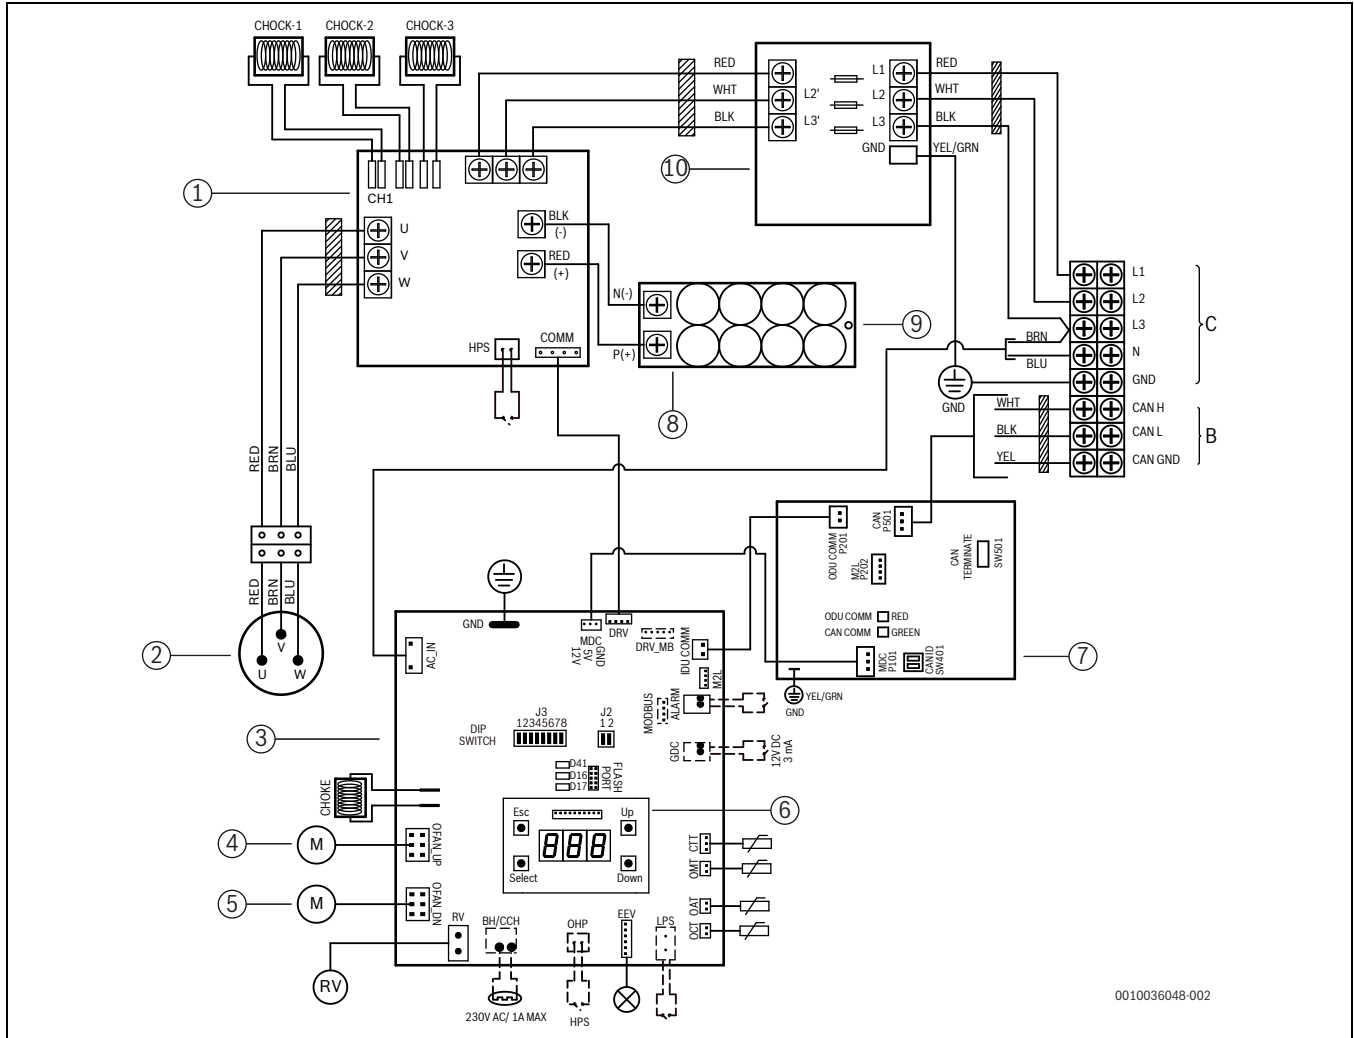 CHOCK-1 CHOCK-2 CHOCK-3
RED
WHT
BLK
L2'
L3'
L1
L2
L3
GND
RED
WHT
BLK
YEL/GRN
10
1
CH1
U
V
W
BLK
(-)
RED
(+)
HPS
COMM
N(-)
P(+)
9
8
L1
L2
L3
N
GND
C
BRN
BLU
GND
WHT
BLK
YEL
CAN H
CAN L
CAN GND
B
RED
BRN
BLU
RED
BRN
BLU
2
V
U
W
ODU COMM
P201
CAN
P501
M2L
P202
CAN
TERMINATE
SW501
ODU COMM RED
CAN COMM GREEN
MDC
P101
CANID
SW401
YEL/GRN
GND
7
GND
AC_IN
MDC
GND
5V
12V
DRV
DRV_MB
IDU COMM
M2L
MODBUS
ALARM
GDC
12V DC
3 mA
3
DIP
SWITCH
J3
12345678
J2
1 2
D41
D16
D17
FLASH
PORT
Esc
Up
888
Select
Down
6
CHOKE
4
M
OFAN_UP
5
M
OFAN_DN
CTT
OMT
OAT
OCT
RV
BH/CCH
OHP
EEV
LPS
RV
230V AC/ 1A MAX
HPS
0010036048-002